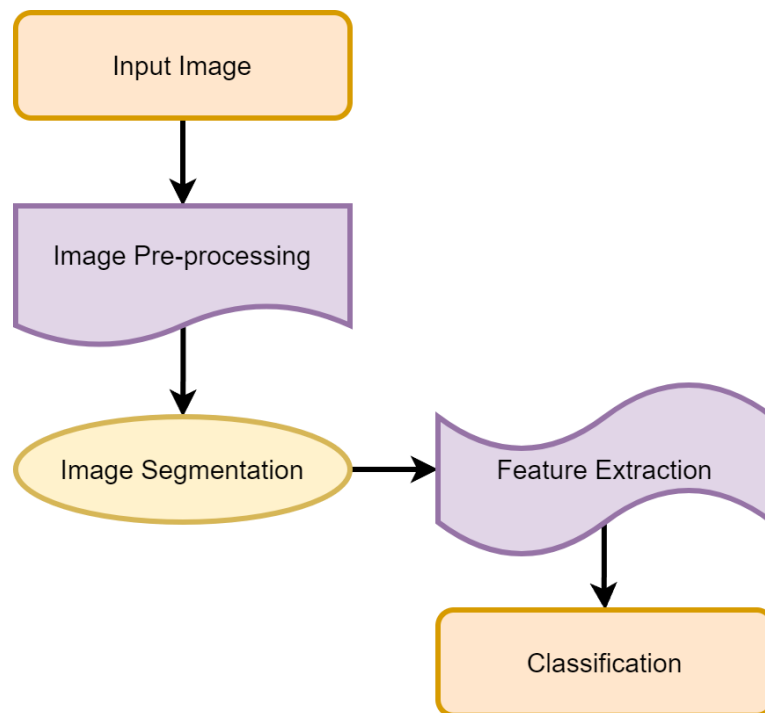 Input Image
Image Pre-processing
Image Segmentation
Feature Extraction
Classification